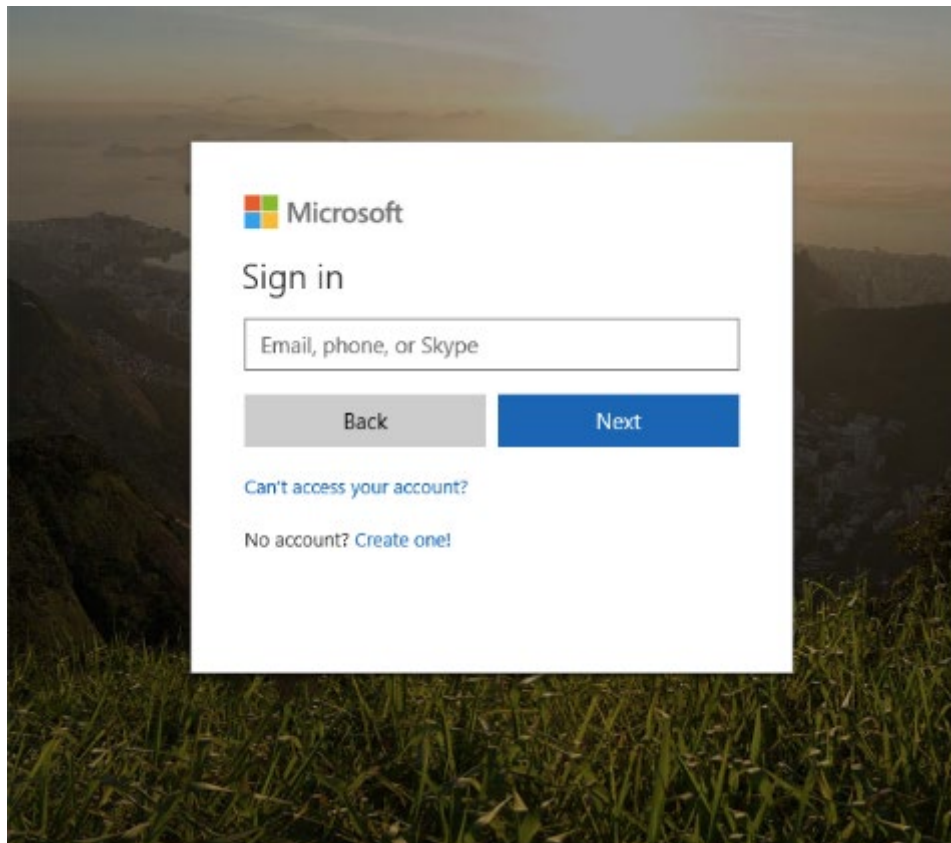 Microsoft
Sign in
Email, phone, or Skype
Back Next
Can't access your account?
No account? Create one!